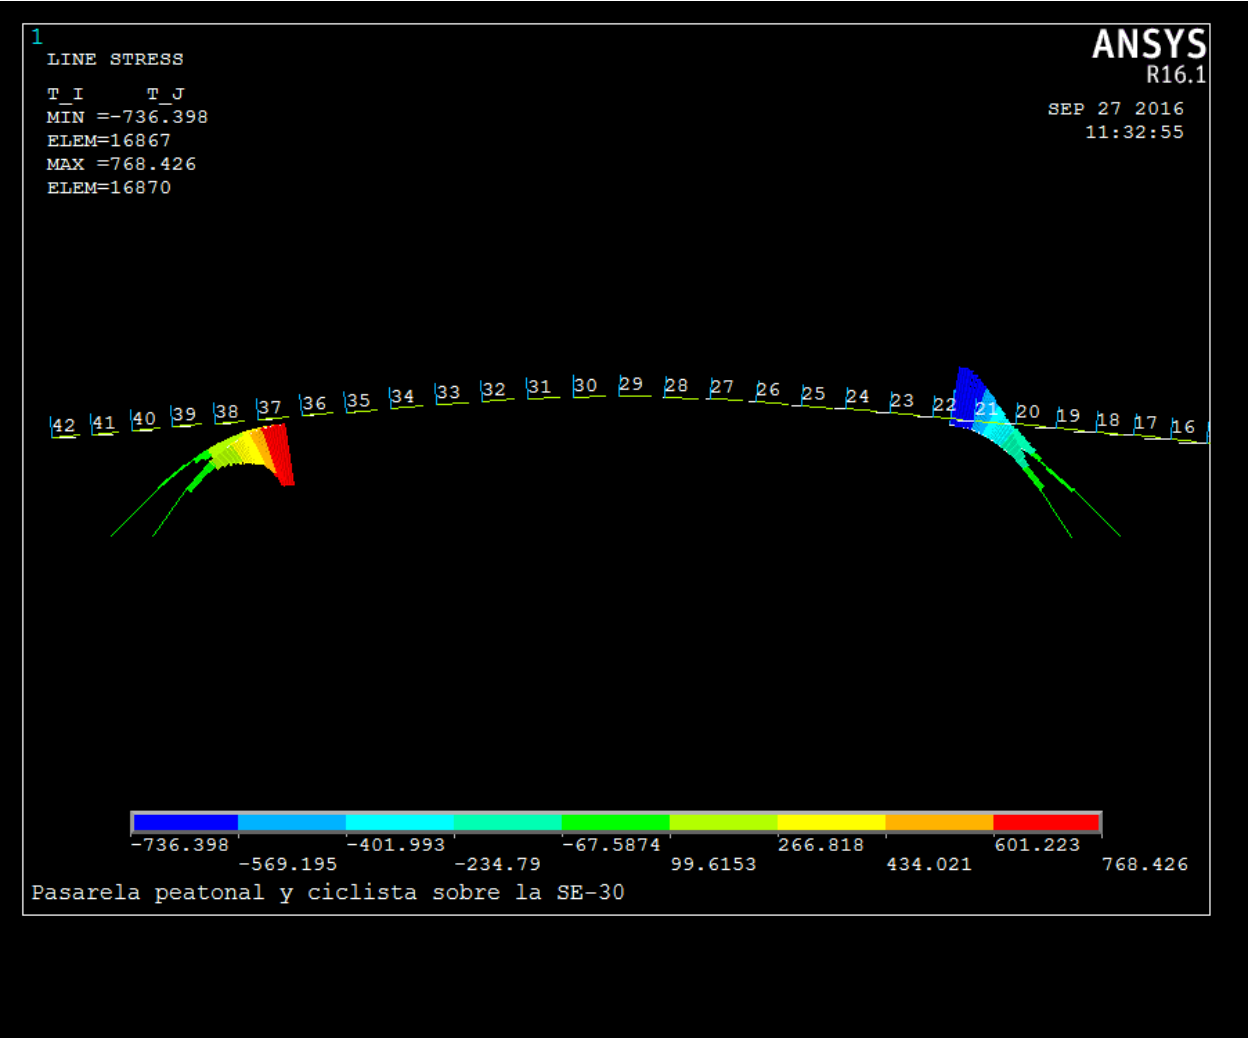 1
LINE STRESS
T_I T_J
MIN =-736.398
ELEM=16867
MAX =768.426
ELEM=16870
ANSYS
R16.1
SEP 27 2016
11:32:55
42 41 40 39 38 37 36 35 34 33 32 31 30 29 28 27 26 25 24 23 22 21 20 19 18 17 16
-736.398 -401.993 -67.5874 266.818 601.223
-569.195 -234.79 99.6153 434.021 768.426
Pasarela peatonal y ciclista sobre la SE-30